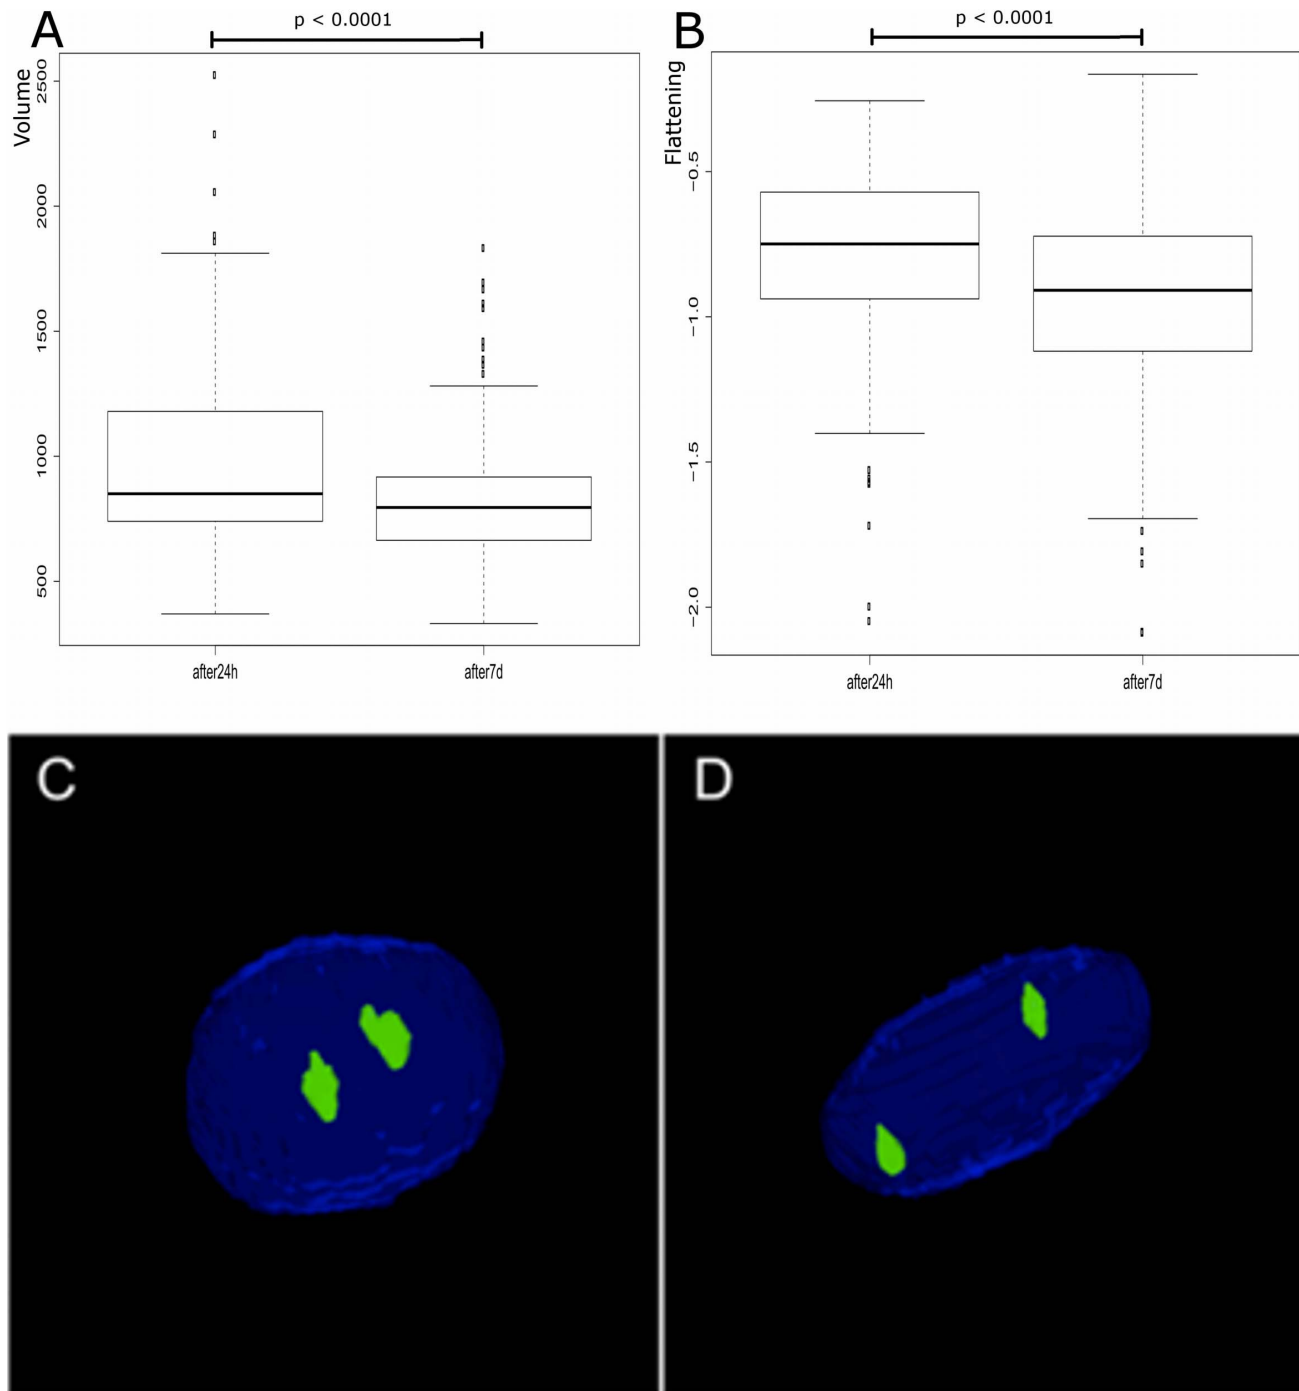 A
p < 0.0001
Volume
2500
2000
1500
1000
500
after24h
after7d
B
p < 0.0001
Flattening
−0.5
−1.0
−1.5
−2.0
after24h
after7d
C
D